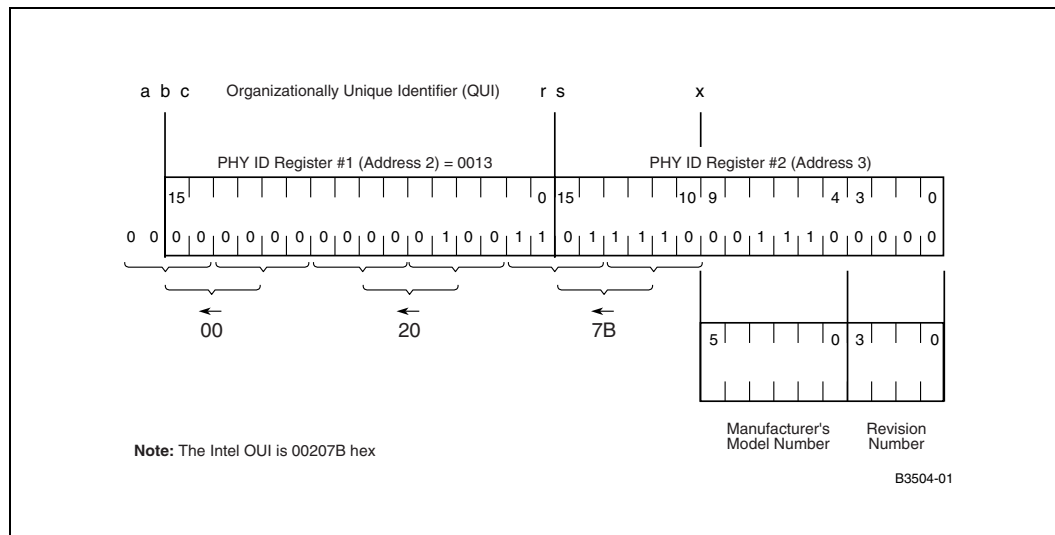 a b c Organizationally Unique Identifier (QUI) r s x
PHY ID Register #1 (Address 2) = 0013 PHY ID Register #2 (Address 3)
15 0 15 10 9 4 3 0
0 0 0 0 0 0 0 0 0 0 0 0 0 1 0 0 1 1 0 1 1 1 1 0 0 0 1 1 1 0 0 0 0 0
00 20 7B
5 0 3 0
Manufacturer's Revision
Model Number Number
Note: The Intel OUI is 00207B hex
B3504-01